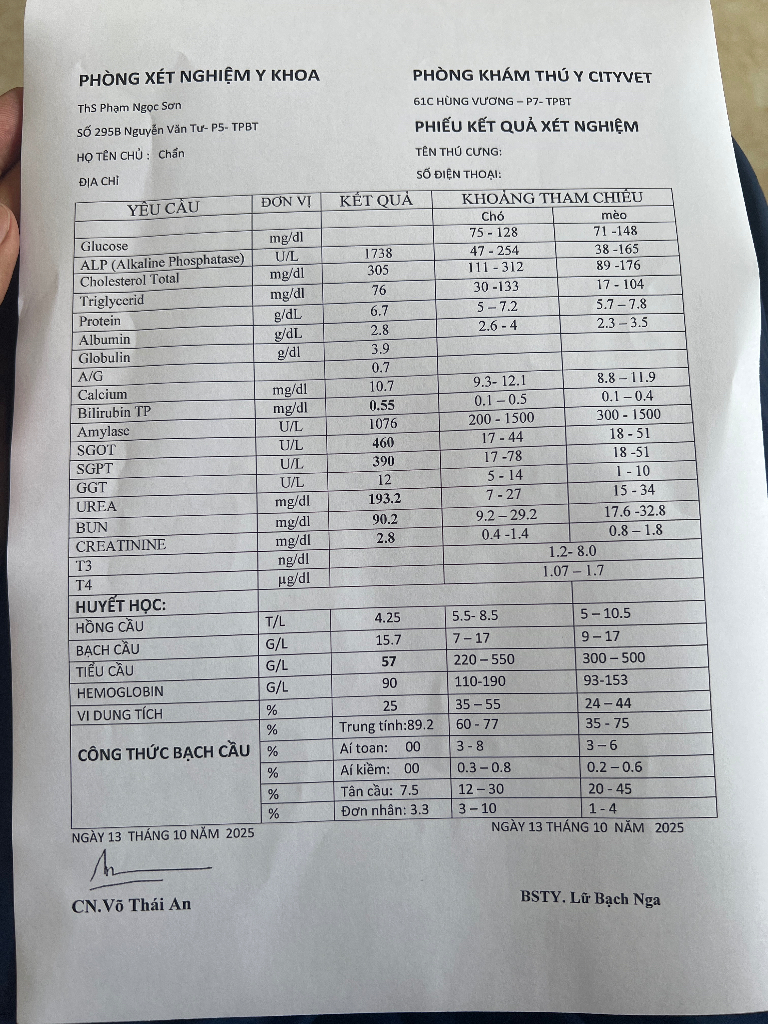 PHÒNG XÉT NGHIỆM Y KHOA
ThS Phạm Ngọc Sơn
SỐ 295B Nguyễn Văn Tư- P5- TPBT
HỌ TÊN CHỦ : Chẩn
ĐỊA CHỈ
PHÒNG KHÁM THÚ Y CITYVET
61C HÙNG VƯƠNG – P7- TPBT
PHIẾU KẾT QUẢ XÉT NGHIỆM
TÊN THÚ CƯNG:
SỐ ĐIỆN THOẠI:
YÊU CẦU ĐƠN VỊ KẾT QUẢ KHOẢNG THAM CHIẾU
Chó mèo
Glucose mg/dl 75 - 128 71 -148
ALP (Alkaline Phosphatase) U/L 1738 47 - 254 38 -165
Cholesterol Total mg/dl 305 111 - 312 89 -176
Triglycerid mg/dl 76 30 -133 17 - 104
Protein g/dL 6.7 5 – 7.2 5.7 – 7.8
Albumin g/dL 2.8 2.6 - 4 2.3 – 3.5
Globulin g/dl 3.9
A/G 0.7
Calcium mg/dl 10.7 9.3- 12.1 8.8 – 11.9
Bilirubin TP mg/dl 0.55 0.1 – 0.5 0.1 – 0.4
Amylase U/L 1076 200 - 1500 300 - 1500
SGOT U/L 460 17 - 44 18 - 51
SGPT U/L 390 17 -78 18 -51
GGT U/L 12 5 - 14 1 - 10
UREA mg/dl 193.2 7 - 27 15 - 34
BUN mg/dl 90.2 9.2 – 29.2 17.6 -32.8
CREATININE mg/dl 2.8 0.4 -1.4 0.8 – 1.8
T3 ng/dl 1.2- 8.0
T4 µg/dl 1.07 – 1.7
HUYẾT HỌC:
HỒNG CẦU T/L 4.25 5.5- 8.5 5 – 10.5
BẠCH CẦU G/L 15.7 7 – 17 9 – 17
TIỂU CẦU G/L 57 220 – 550 300 – 500
HEMOGLOBIN G/L 90 110-190 93-153
VI DUNG TÍCH % 25 35 – 55 24 – 44
CÔNG THỨC BẠCH CẦU % Trung tính:89.2 60 - 77 35 - 75
% Aí toan: 00 3 - 8 3 – 6
% Aí kiềm: 00 0.3 – 0.8 0.2 – 0.6
% Tân cầu: 7.5 12 – 30 20 - 45
% Đơn nhân: 3.3 3 – 10 1 - 4
NGÀY 13 THÁNG 10 NĂM 2025
CN.Võ Thái An
NGÀY 13 THÁNG 10 NĂM 2025
BSTY. Lữ Bạch Nga